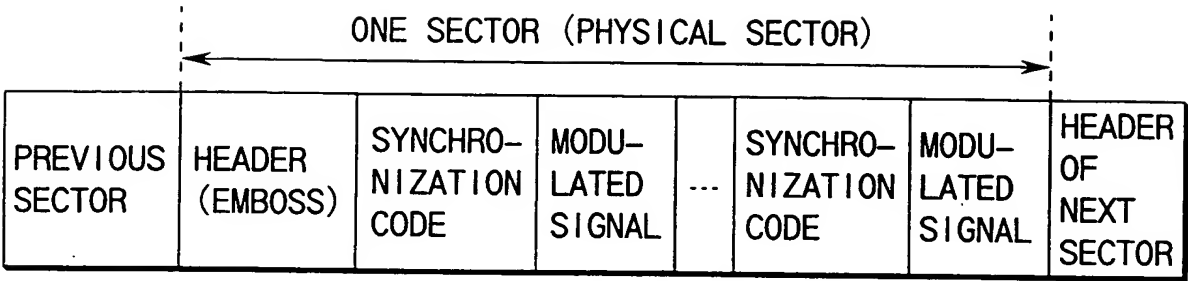 ONE SECTOR (PHYSICAL SECTOR)
PREVIOUS
SECTOR
HEADER
(EMBOSS)
SYNCHRO-
NIZATION
CODE
MODU-
LATED
SIGNAL
---
SYNCHRO-
NIZATION
CODE
MODU-
LATED
SIGNAL
HEADER
OF
NEXT
SECTOR